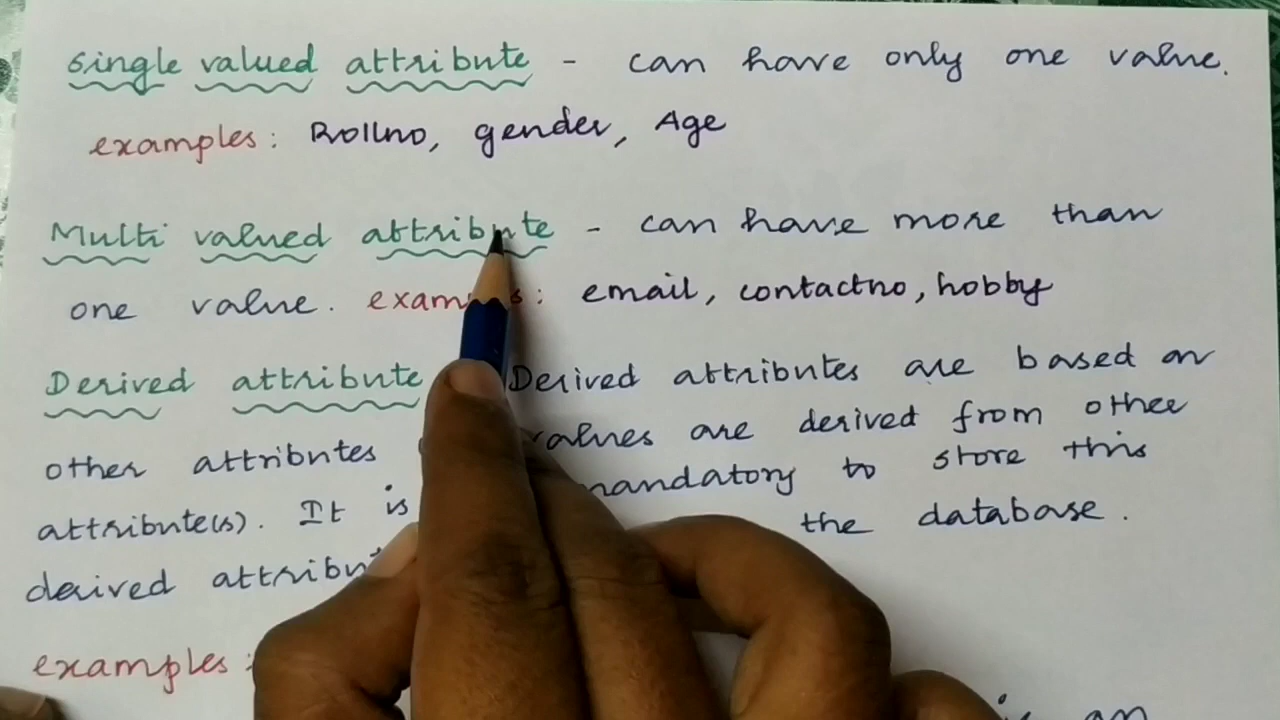 Single valued attribute - can have only one value.
examples: Rollno, gender, Age
Multi valued attribute - can have more than
one value. : email, contactno, hobby
Derived attribute Derived attributes are based on
other attributes values are derived from other
attribute(s). It is mandatory to store this
derived the database.
examples:
is an